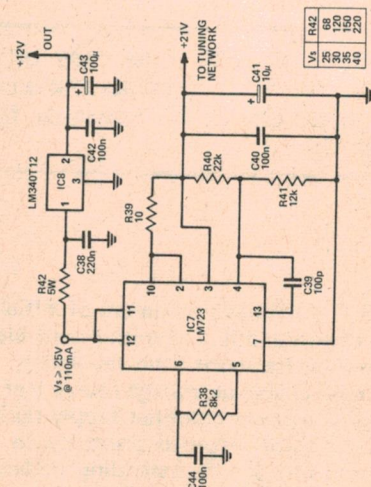 +12V
OUT
C43
100µ
+
C42
100n
LM340T12
IC8
1
2
3
R42
5W
C38
220n
Vs > 25V
@ 110mA
+21V
TO TUNING
NETWORK
C41
10µ
+
C40
100n
R40
22k
R41
12k
R39
10
C39
100p
IC7
LM723
12
11
10
2
3
4
13
7
6
5
R38
8k2
C44
100n
Vs R42
25 68
30 120
35 150
40 220